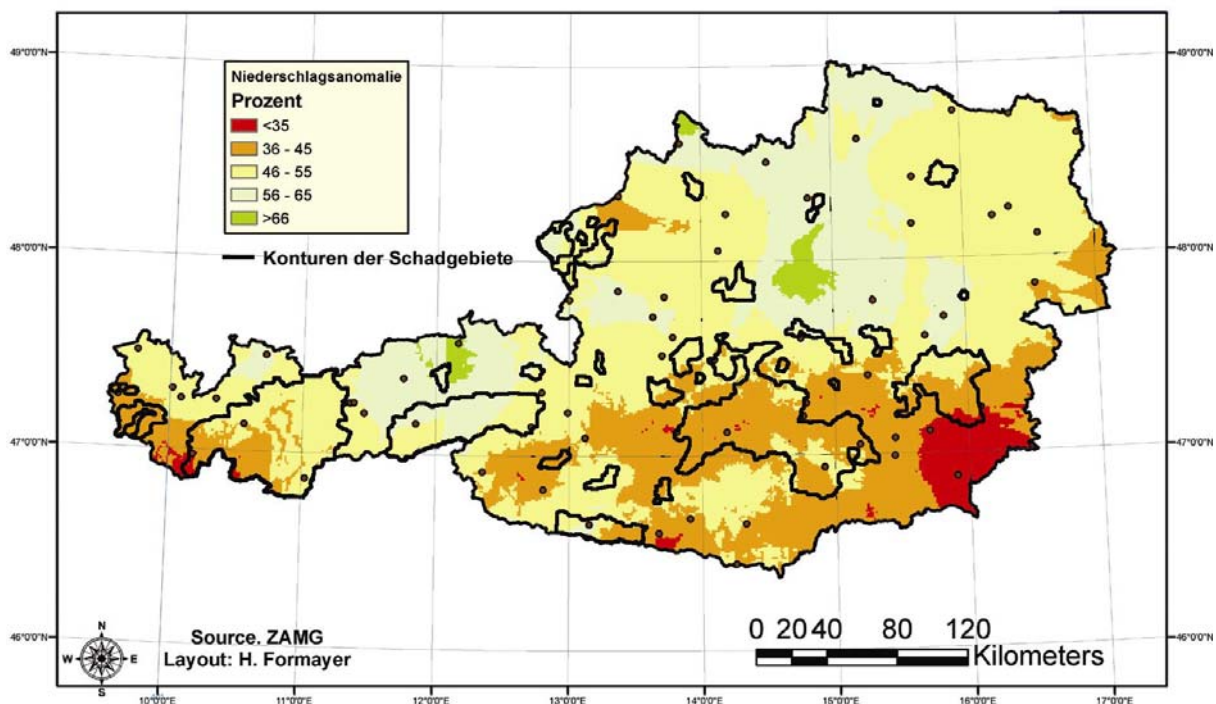 49°0'0"N
49°0'0"N
Niederschlagsanomalie
Prozent
<35
36 - 45
46 - 55
56 - 65
>66
Konturen der Schadgebiete
48°0'0"N
48°0'0"N
47°0'0"N
47°0'0"N
46°0'0"N
46°0'0"N
N
W E
S
Source. ZAMG
Layout: H. Formayer
0 20 40 80 120
Kilometers
10°0'0"E 11°0'0"E 12°0'0"E 13°0'0"E 14°0'0"E 15°0'0"E 16°0'0"E 17°0'0"E